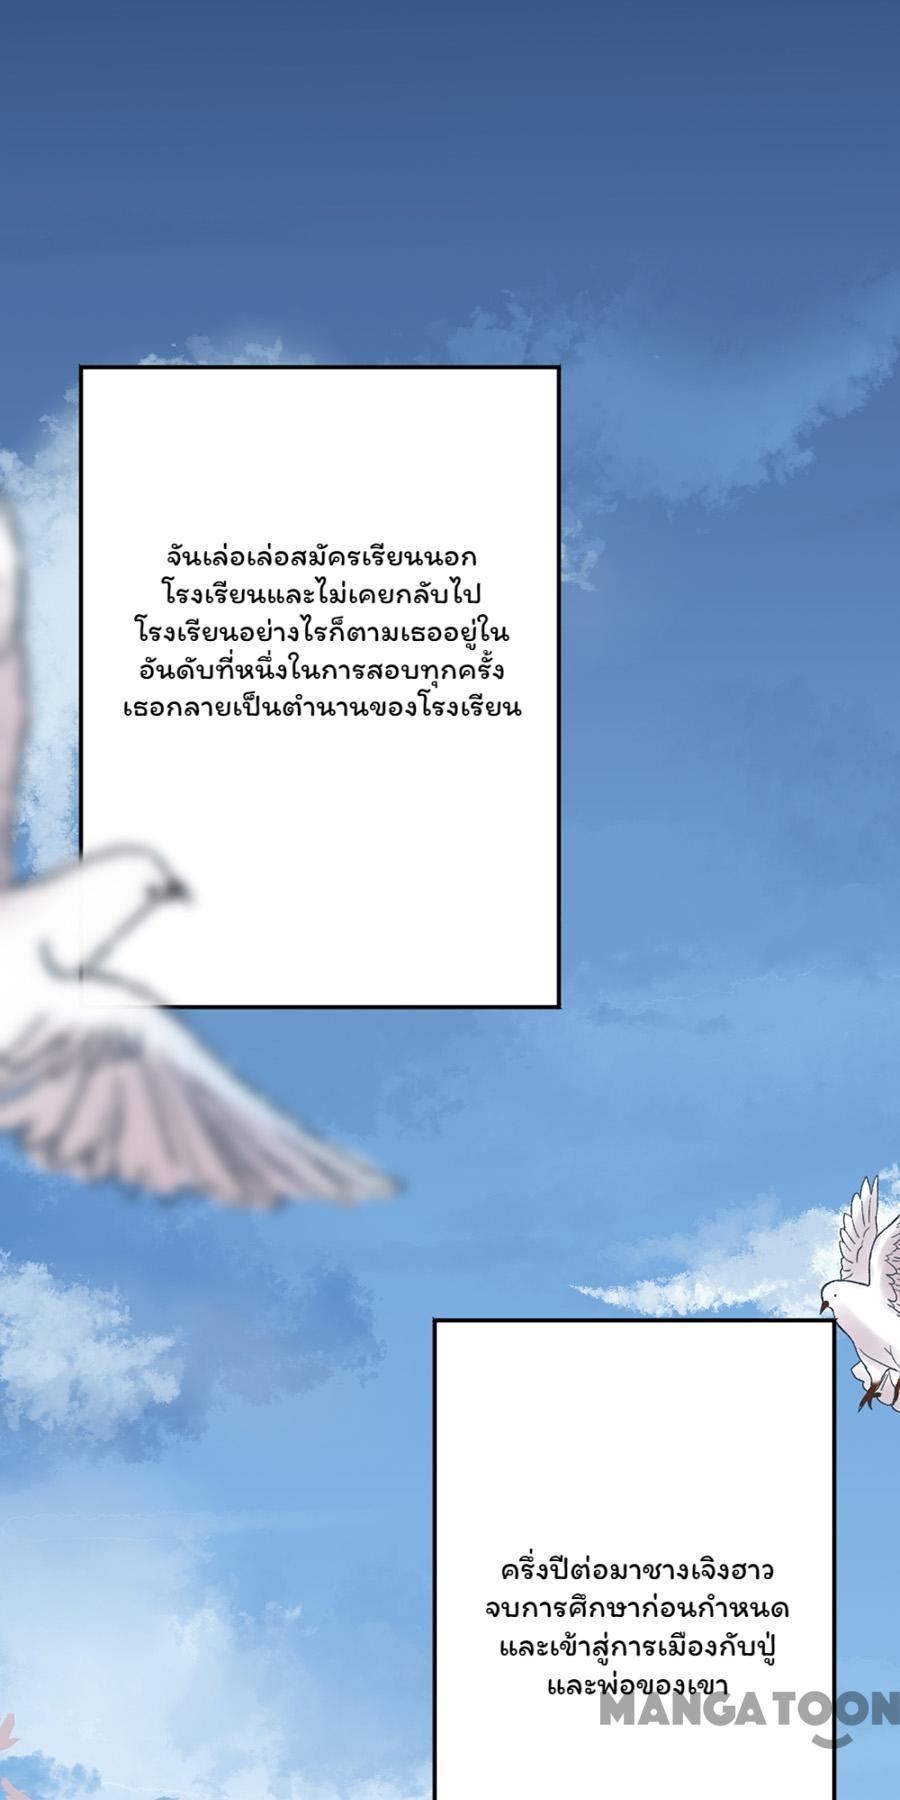 จันเล่อเล่อสมัครเรียนนอก
โรงเรียนและไม่เคยกลับไป
โรงเรียนอย่างไรก็ตามเธออยู่ใน
อันดับที่หนึ่งในการสอบทุกครั้ง
เธอกลายเป็นตำนานของโรงเรียน
ครึ่งปีต่อมาชางเจิงฮาว
จบการศึกษาก่อนกำหนด
และเข้าสู่การเมืองกับปู่
และพ่อของเขา
MANGATOON